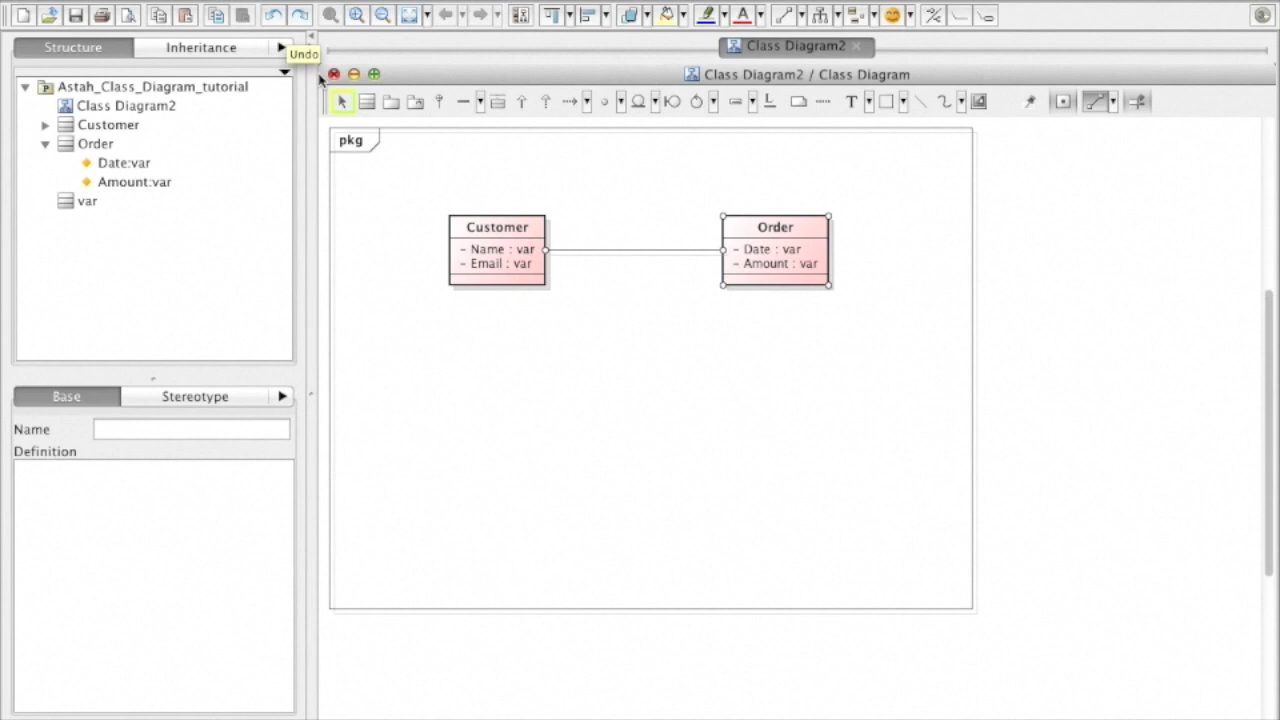 Structure
Inheritance
Undo
Class Diagram2
Class Diagram2 / Class Diagram
Astah_Class_Diagram_tutorial
Class Diagram2
Customer
Order
Date:var
Amount:var
var
T
pkg
Customer
- Name : var
- Email : var
Order
- Date : var
- Amount : var
Base
Stereotype
Name
Definition